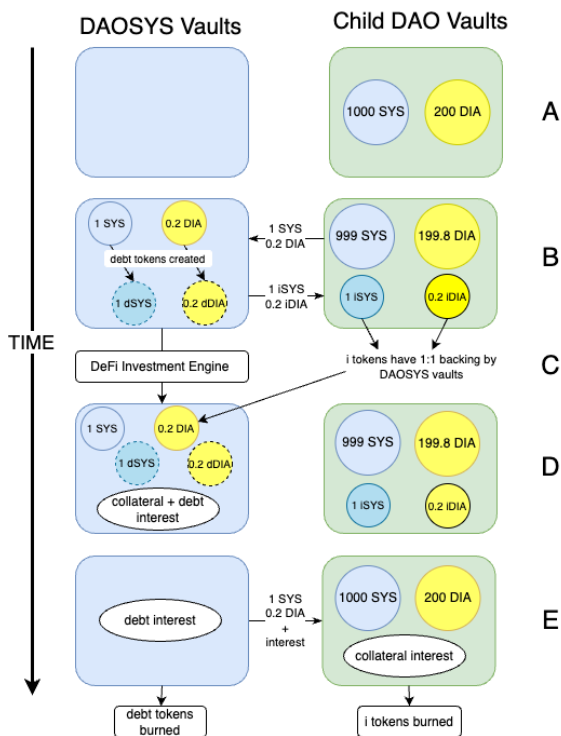 DAOSYS Vaults
Child DAO Vaults
1000 SYS
200 DIA
A
1 SYS
0.2 DIA
debt tokens created
1 dSYS
0.2 dDIA
1 SYS
0.2 DIA
1 iSYS
0.2 iDIA
999 SYS
199.8 DIA
1 iSYS
0.2 iDIA
B
TIME
DeFi Investment Engine
i tokens have 1:1 backing by
DAOSYS vaults
C
1 SYS
0.2 DIA
1 dSYS
0.2 dDIA
collateral + debt
interest
999 SYS
199.8 DIA
1 iSYS
0.2 iDIA
D
debt interest
1 SYS
0.2 DIA
+
interest
1000 SYS
200 DIA
collateral interest
E
debt tokens
burned
i tokens burned